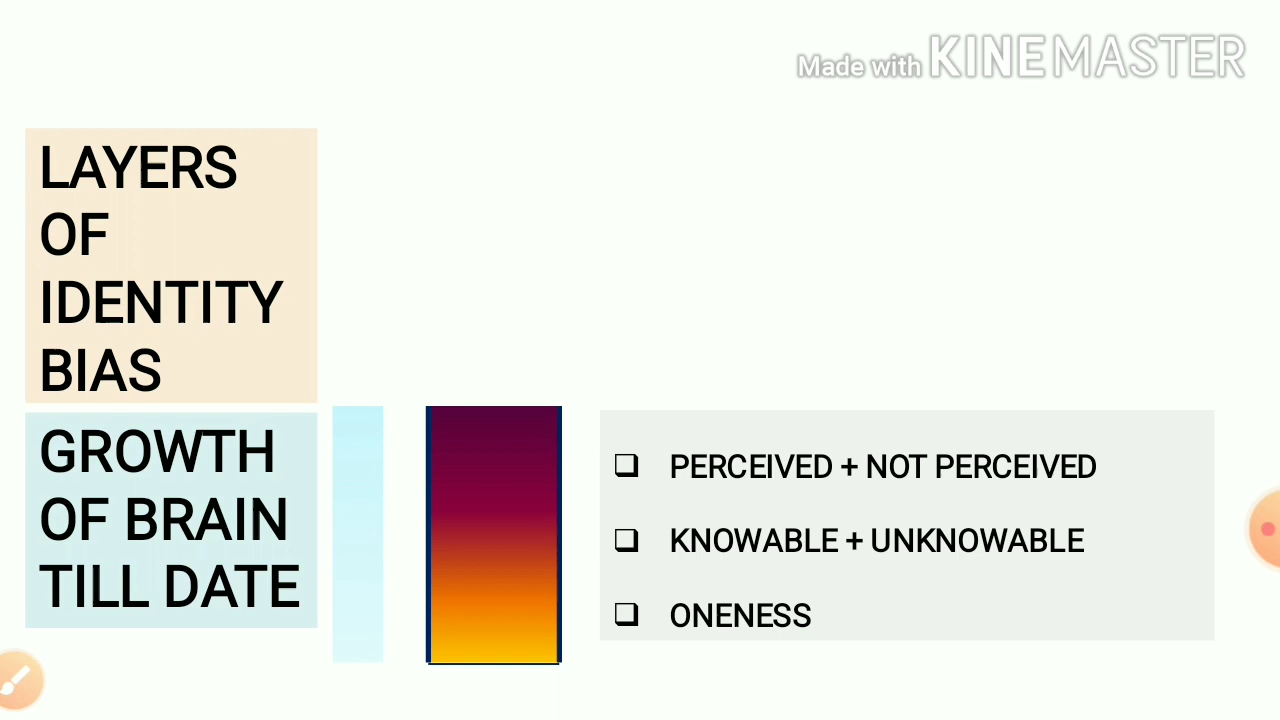 Made with KINEMASTER
LAYERS
OF
IDENTITY
BIAS
GROWTH
OF BRAIN
TILL DATE
PERCEIVED + NOT PERCEIVED
KNOWABLE + UNKNOWABLE
ONENESS